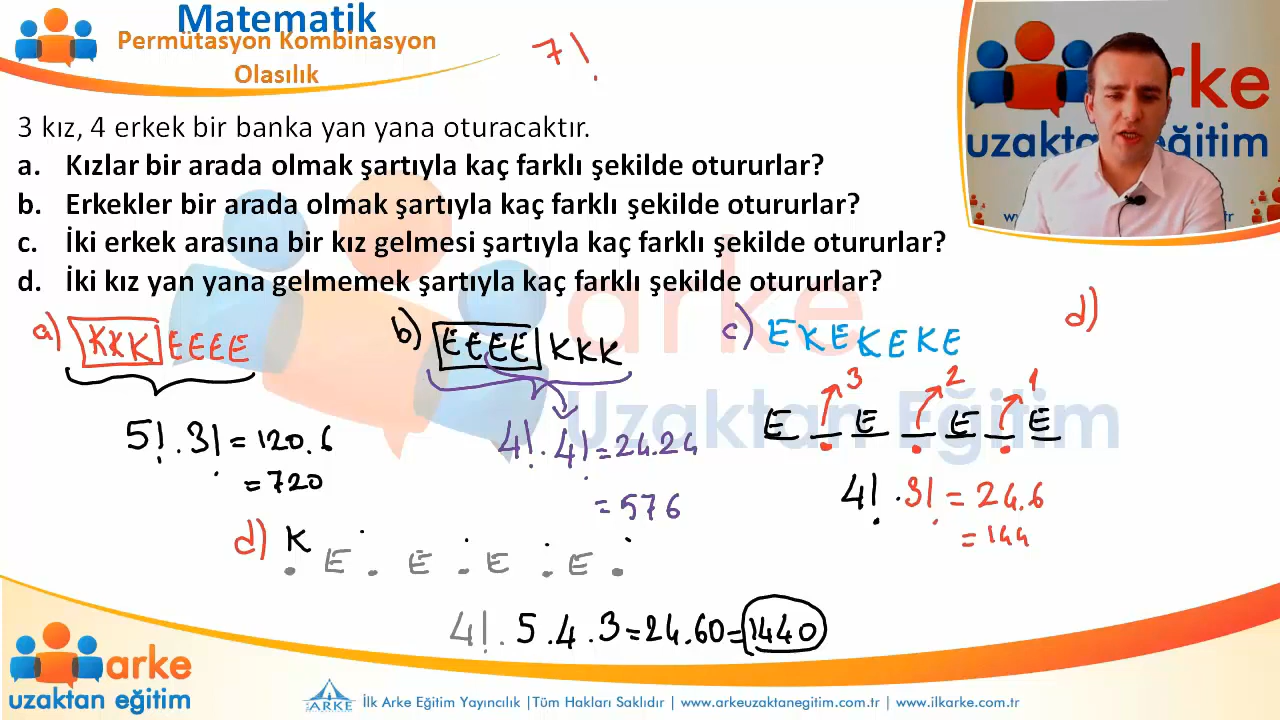 Matematik
Permütasyon Kombinasyon
Olasılık
7!
arke
uzaktan eğitim
3 kız, 4 erkek bir banka yan yana oturacaktır.
a. Kızlar bir arada olmak şartıyla kaç farklı şekilde otururlar?
b. Erkekler bir arada olmak şartıyla kaç farklı şekilde otururlar?
c. İki erkek arasına bir kız gelmesi şartıyla kaç farklı şekilde otururlar?
d. İki kız yan yana gelmemek şartıyla kaç farklı şekilde otururlar?
arke
Uzaktan Eğitim
a) KKK EEEE
5! . 3! = 120.6
= 720
b) EEEE KKK
4! . 4! = 24.24
= 576
c) EKEKEKE
3 2 1
E . E . E . E
4! . 3! = 24.6
= 144
d)
d) K
. E . E . E . E .
4! . 5 . 4 . 3 = 24.60 = 1440
arke
uzaktan eğitim
ARKE
İlk Arke Eğitim Yayıncılık |Tüm Hakları Saklıdır | www.arkeuzaktanegitim.com.tr | www.ilkarke.com.tr